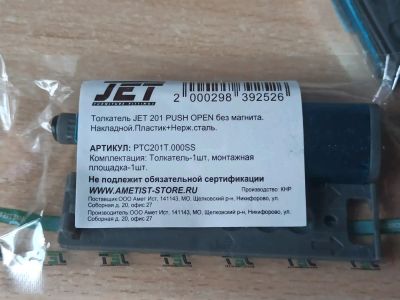 JET
FURNITURE FITTINGS
2 000298 392526
Толкатель JET 201 PUSH OPEN без магнита.
Накладной.Пластик+Нерж.сталь.
АРТИКУЛ: PTC201T.000SS
Комплектация: Толкатель-1шт, монтажная
площадка-1шт.
Не подлежит обязательной сертификации
WWW.AMETIST-STORE.RU Производство: КНР
Поставщик ООО Амет Ист. 141143, МО, Щелковский р-н, Никифорово, ул.
Соборная д. 20, офис 27
Производитель ООО Амет Ист, 141143, МО, Щелковский р-н, Никифорово, ул.
Соборная д. 20, офис 27
JET